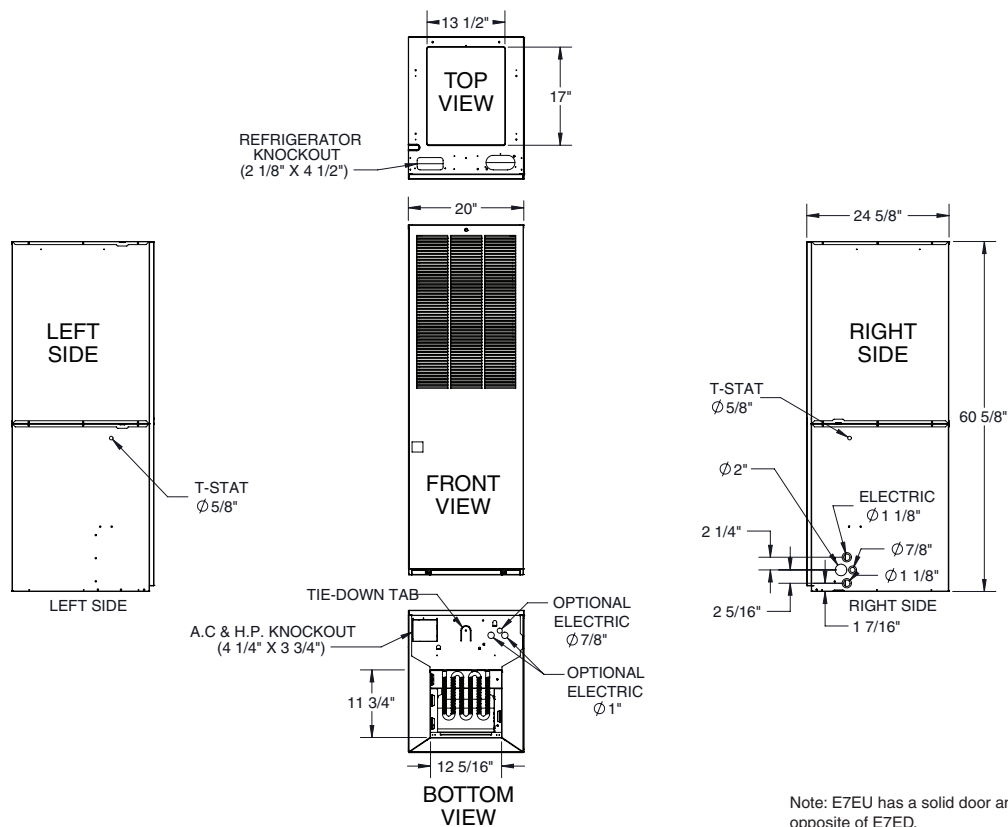 13 1/2"
TOP
VIEW
17"
REFRIGERATOR
KNOCKOUT
(2 1/8" X 4 1/2")
20"
24 5/8"
LEFT
SIDE
T-STAT
Ø 5/8"
LEFT SIDE
FRONT
VIEW
RIGHT
SIDE
T-STAT
Ø 5/8"
60 5/8"
Ø 2"
ELECTRIC
Ø 1 1/8"
2 1/4"
Ø 7/8"
Ø 1 1/8"
2 5/16"
RIGHT SIDE
1 7/16"
TIE-DOWN TAB
OPTIONAL
ELECTRIC
Ø 7/8"
A.C & H.P. KNOCKOUT
(4 1/4" X 3 3/4")
OPTIONAL
ELECTRIC
Ø 1"
11 3/4"
12 5/16"
BOTTOM
VIEW
Note: E7EU has a solid door an
opposite of E7ED.